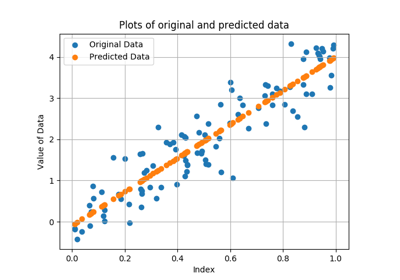 Plots of original and predicted data
Original Data
Predicted Data
Value of Data
4
3
2
1
0
0.0 0.2 0.4 0.6 0.8 1.0
Index